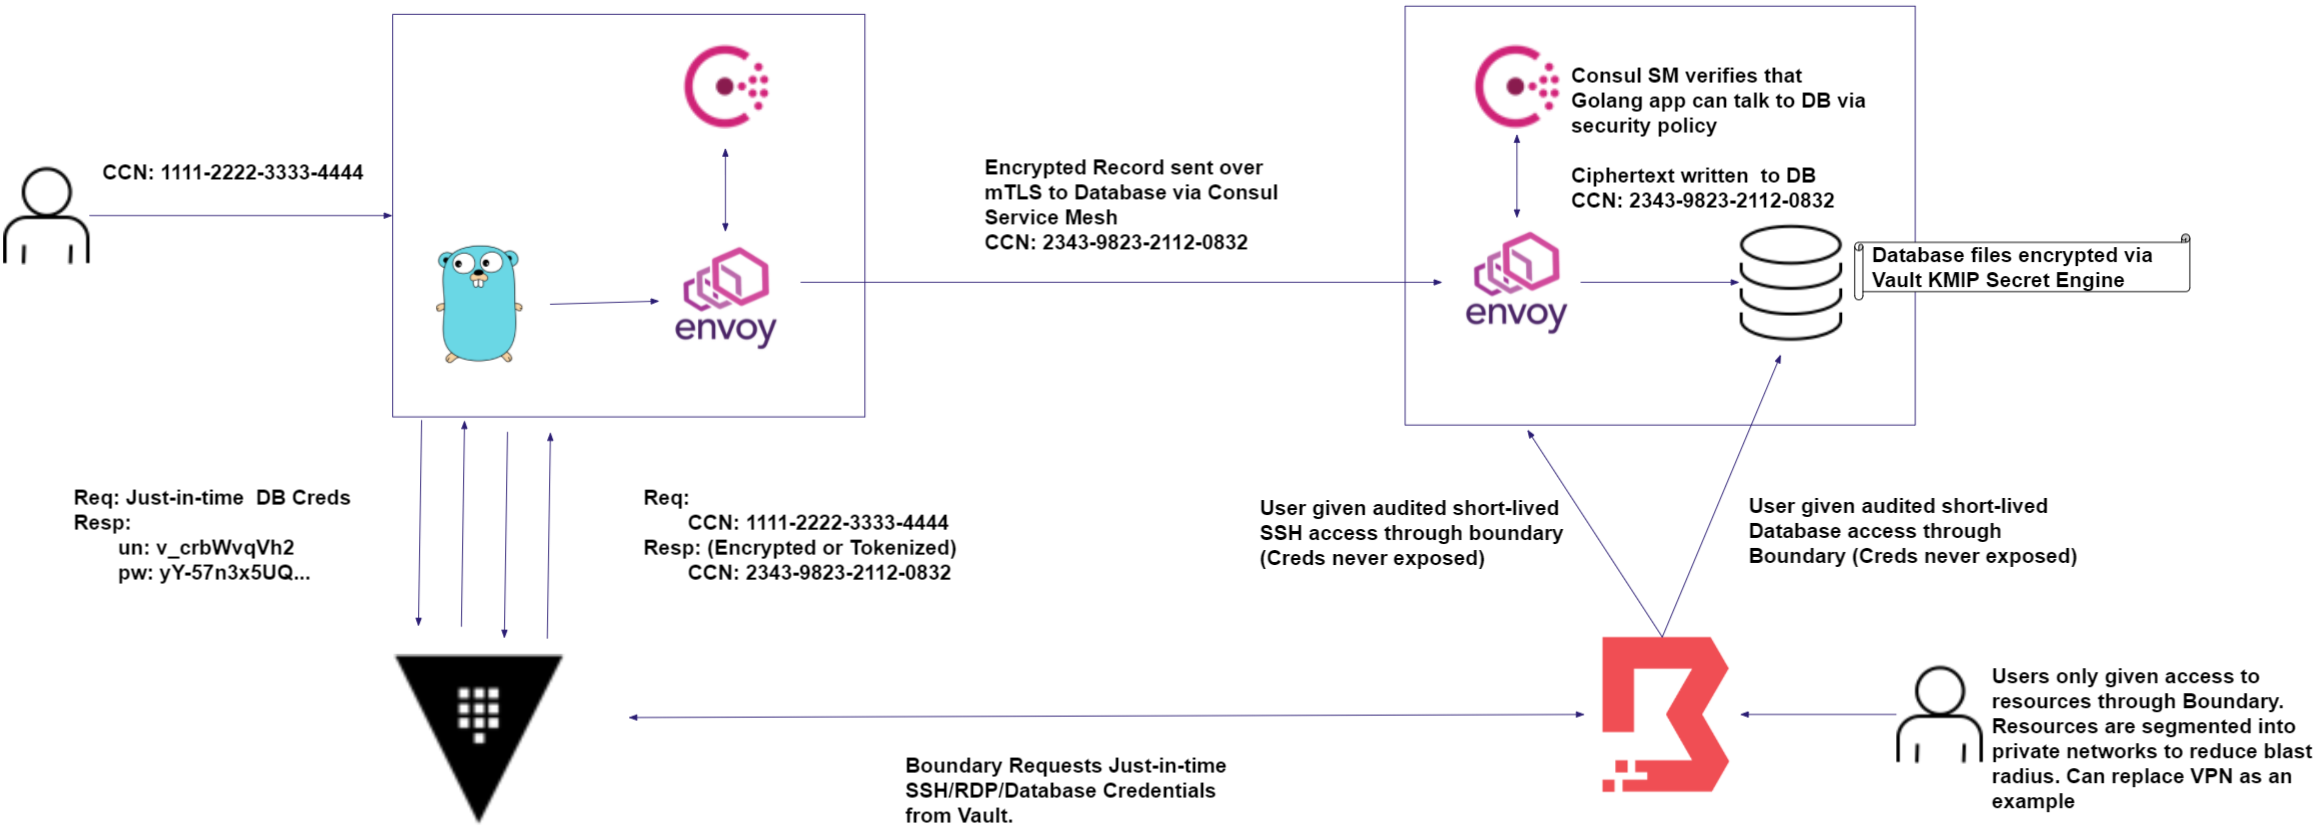 CCN: 1111-2222-3333-4444
Consul SM verifies that
Golang app can talk to DB via
security policy
Encrypted Record sent over
mTLS to Database via Consul
Service Mesh
CCN: 2343-9823-2112-0832
Ciphertext written  to DB
CCN: 2343-9823-2112-0832
envoy
envoy
Database files encrypted via
Vault KMIP Secret Engine
Req: Just-in-time  DB Creds
Resp:
un: v_crbWvqVh2
pw: yY-57n3x5UQ...
Req:
CCN: 1111-2222-3333-4444
Resp: (Encrypted or Tokenized)
CCN: 2343-9823-2112-0832
User given audited short-lived
SSH access through boundary
(Creds never exposed)
User given audited short-lived
Database access through
Boundary (Creds never exposed)
Boundary Requests Just-in-time
SSH/RDP/Database Credentials
from Vault.
Users only given access to
resources through Boundary.
Resources are segmented into
private networks to reduce blast
radius. Can replace VPN as an
example